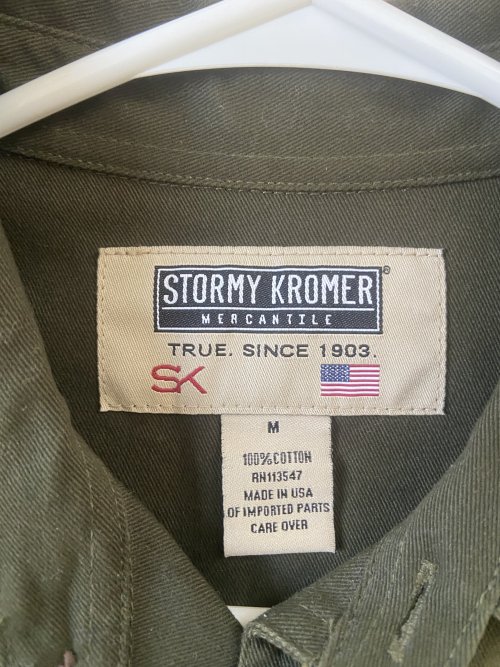 STORMY KROMER®
MERCANTILE
TRUE. SINCE 1903.
SK
M
100% COTTON
RN113547
MADE IN USA
OF IMPORTED PARTS
CARE OVER